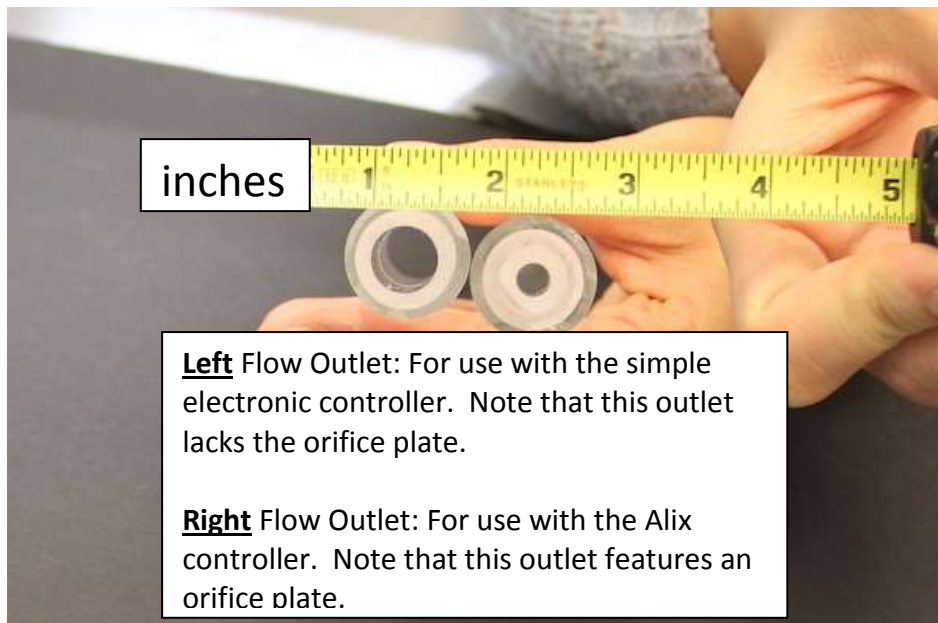 inches
1 2 STANLEY® 3 4 5
Left Flow Outlet: For use with the simple
electronic controller. Note that this outlet
lacks the orifice plate.
Right Flow Outlet: For use with the Alix
controller. Note that this outlet features an
orifice plate.